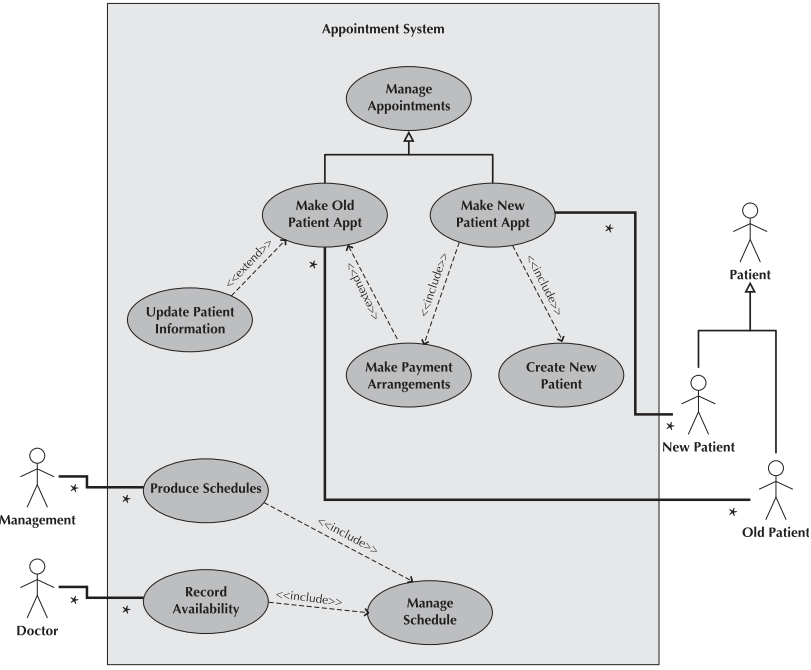 Appointment System
Manage
Appointments
Make Old
Patient Appt
Make New
Patient Appt
*
*
<<extend>>
<<extend>>
<<include>>
<<include>>
Patient
Update Patient
Information
Make Payment
Arrangements
Create New
Patient
*
New Patient
Produce Schedules
*
*
Management
*
Old Patient
<<include>>
Record
Availability
*
*
Doctor
<<include>>
Manage
Schedule